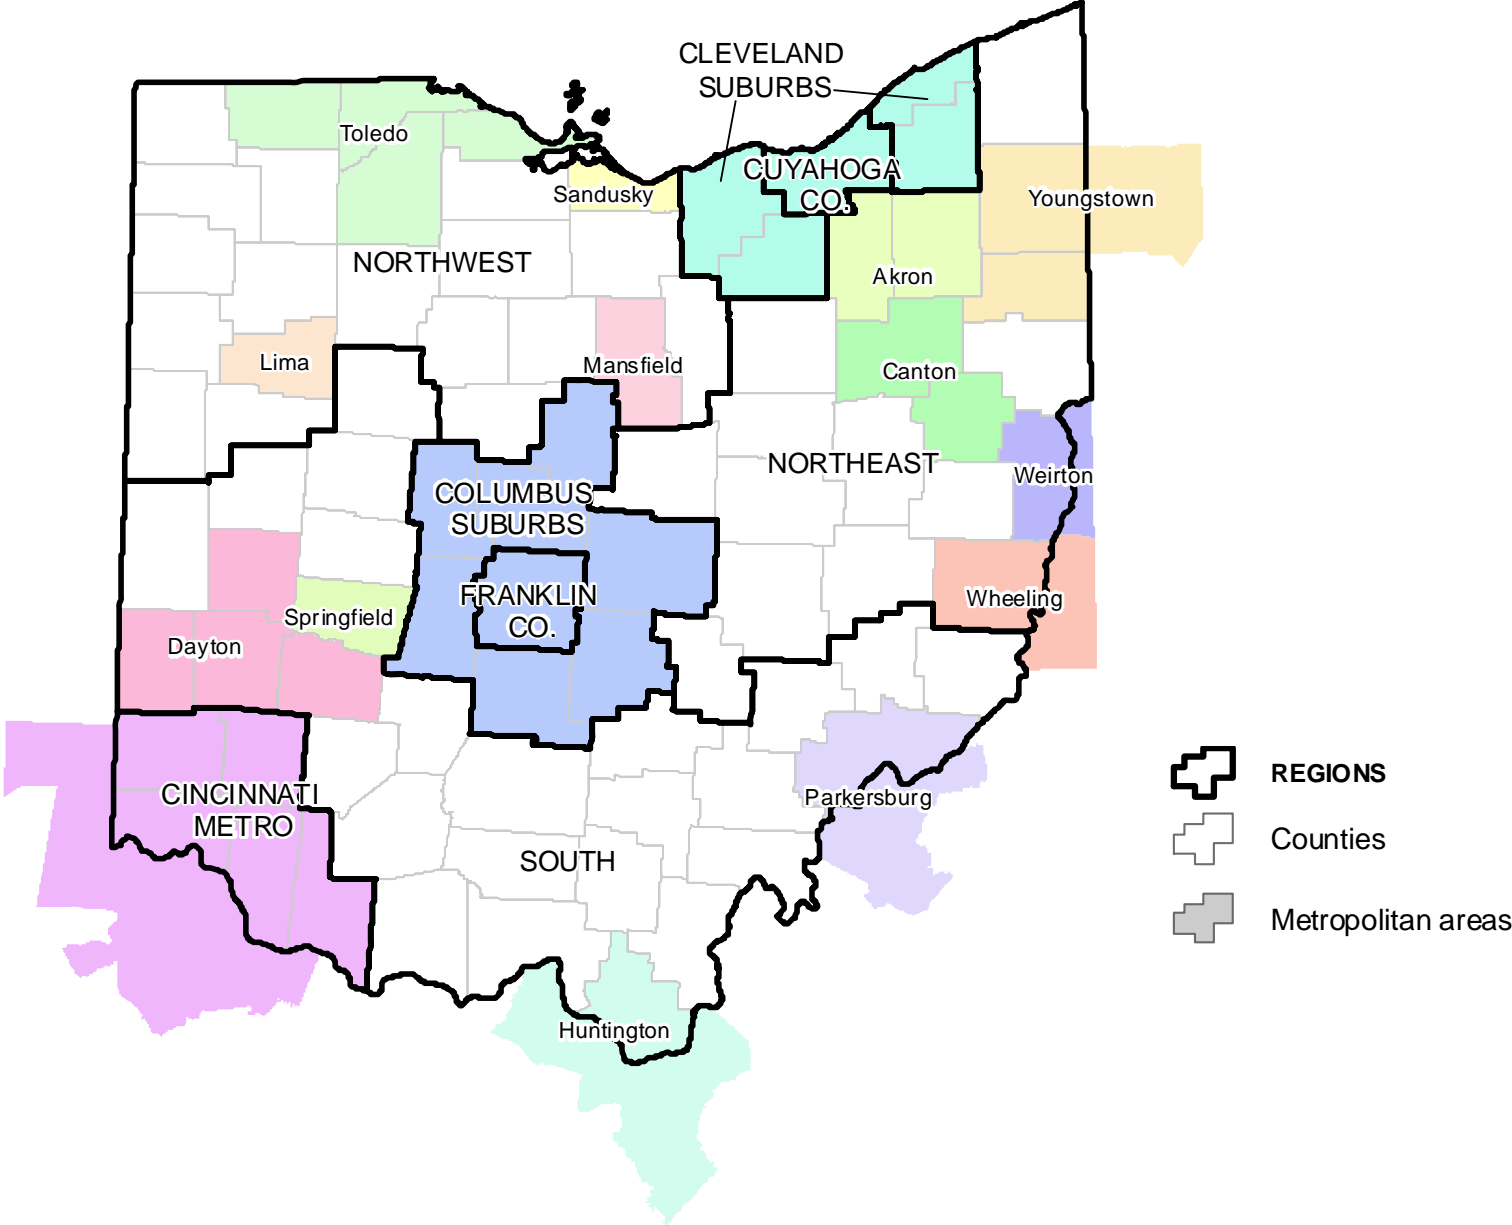 CLEVELAND
SUBURBS
Toledo
CUYAHOGA
CO.
Sandusky
Youngstown
NORTHWEST
Akron
Lima
Mansfield
Canton
NORTHEAST
Weirton
COLUMBUS
SUBURBS
FRANKLIN
CO.
Wheeling
Springfield
Dayton
REGIONS
CINCINNATI
METRO
Parkersburg
Counties
SOUTH
Metropolitan areas
Huntington